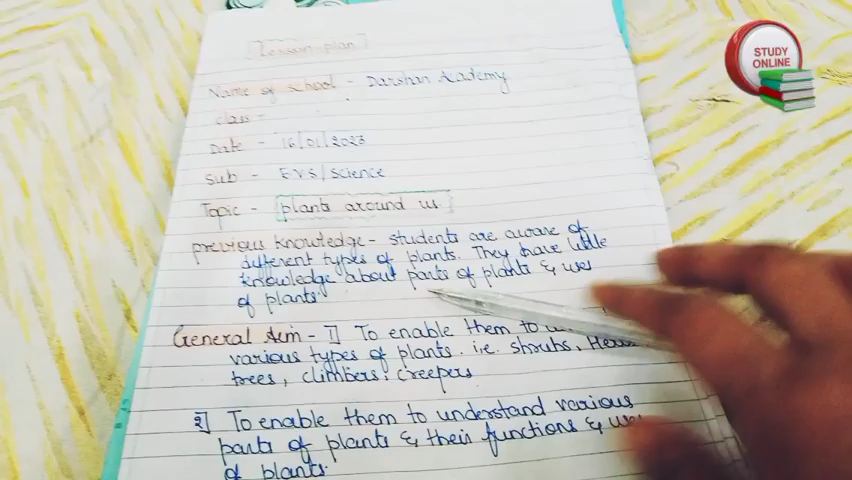 Lesson plan
Name of school - Darshan Academy
class -
Date - 16/01/2023
Sub - EVS/Science
Topic - plants around us
previous knowledge - students are aware of
different types of plants. They have little
knowledge about parts of plants & uses
of plants.
General Aim - 1] To enable them to
various types of plants. i.e. shrubs,
trees, climbers, creepers
2] To enable them to understand various
parts of plants & their functions &
of plants.
STUDY
ONLINE